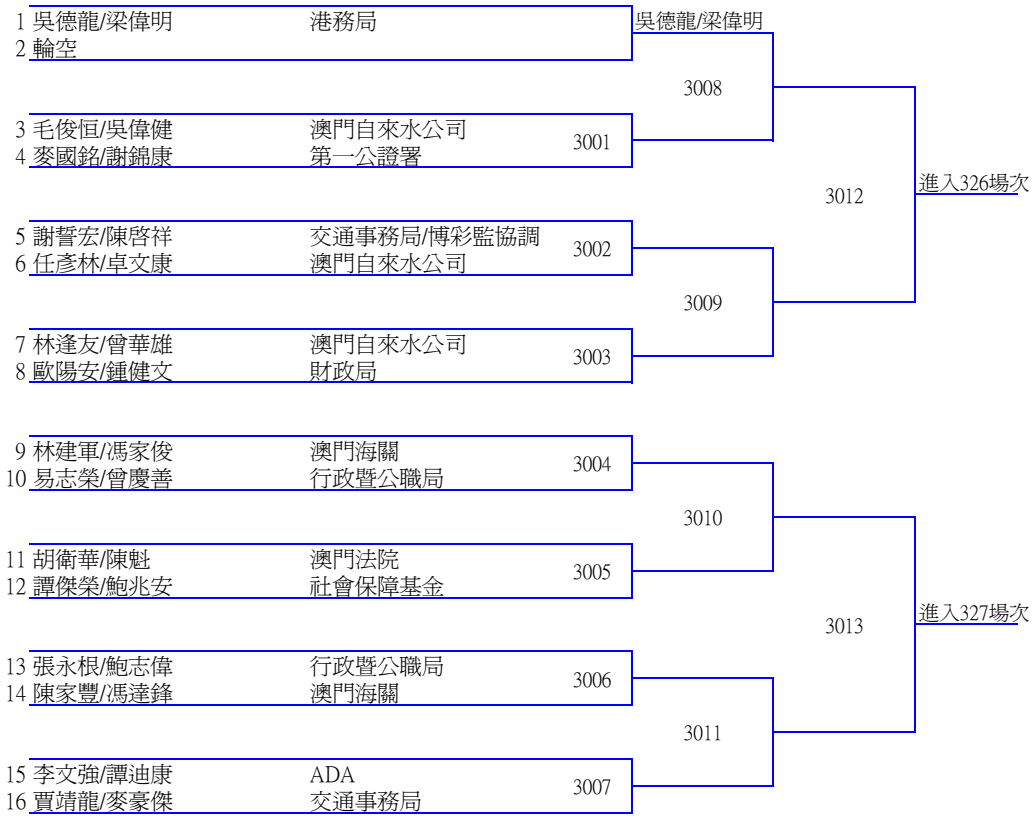 1 吳德龍/梁偉明 港務局 吳德龍/梁偉明
2 輪空
3008
3 毛俊恒/吳偉健 澳門自來水公司 3001
4 麥國銘/謝錦康 第一公證署
3012 進入326場次
5 謝誓宏/陳啓祥 交通事務局/博彩監協調 3002
6 任彥林/卓文康 澳門自來水公司
3009
7 林逢友/曾華雄 澳門自來水公司 3003
8 歐陽安/鍾健文 財政局
9 林建軍/馮家俊 澳門海關 3004
10 易志榮/曾慶善 行政暨公職局
3010
11 胡衛華/陳魁 澳門法院 3005
12 譚傑榮/鮑兆安 社會保障基金
3013 進入327場次
13 張永根/鮑志偉 行政暨公職局 3006
14 陳家豐/馮達鋒 澳門海關
3011
15 李文強/譚迪康 ADA 3007
16 賈靖龍/麥豪傑 交通事務局